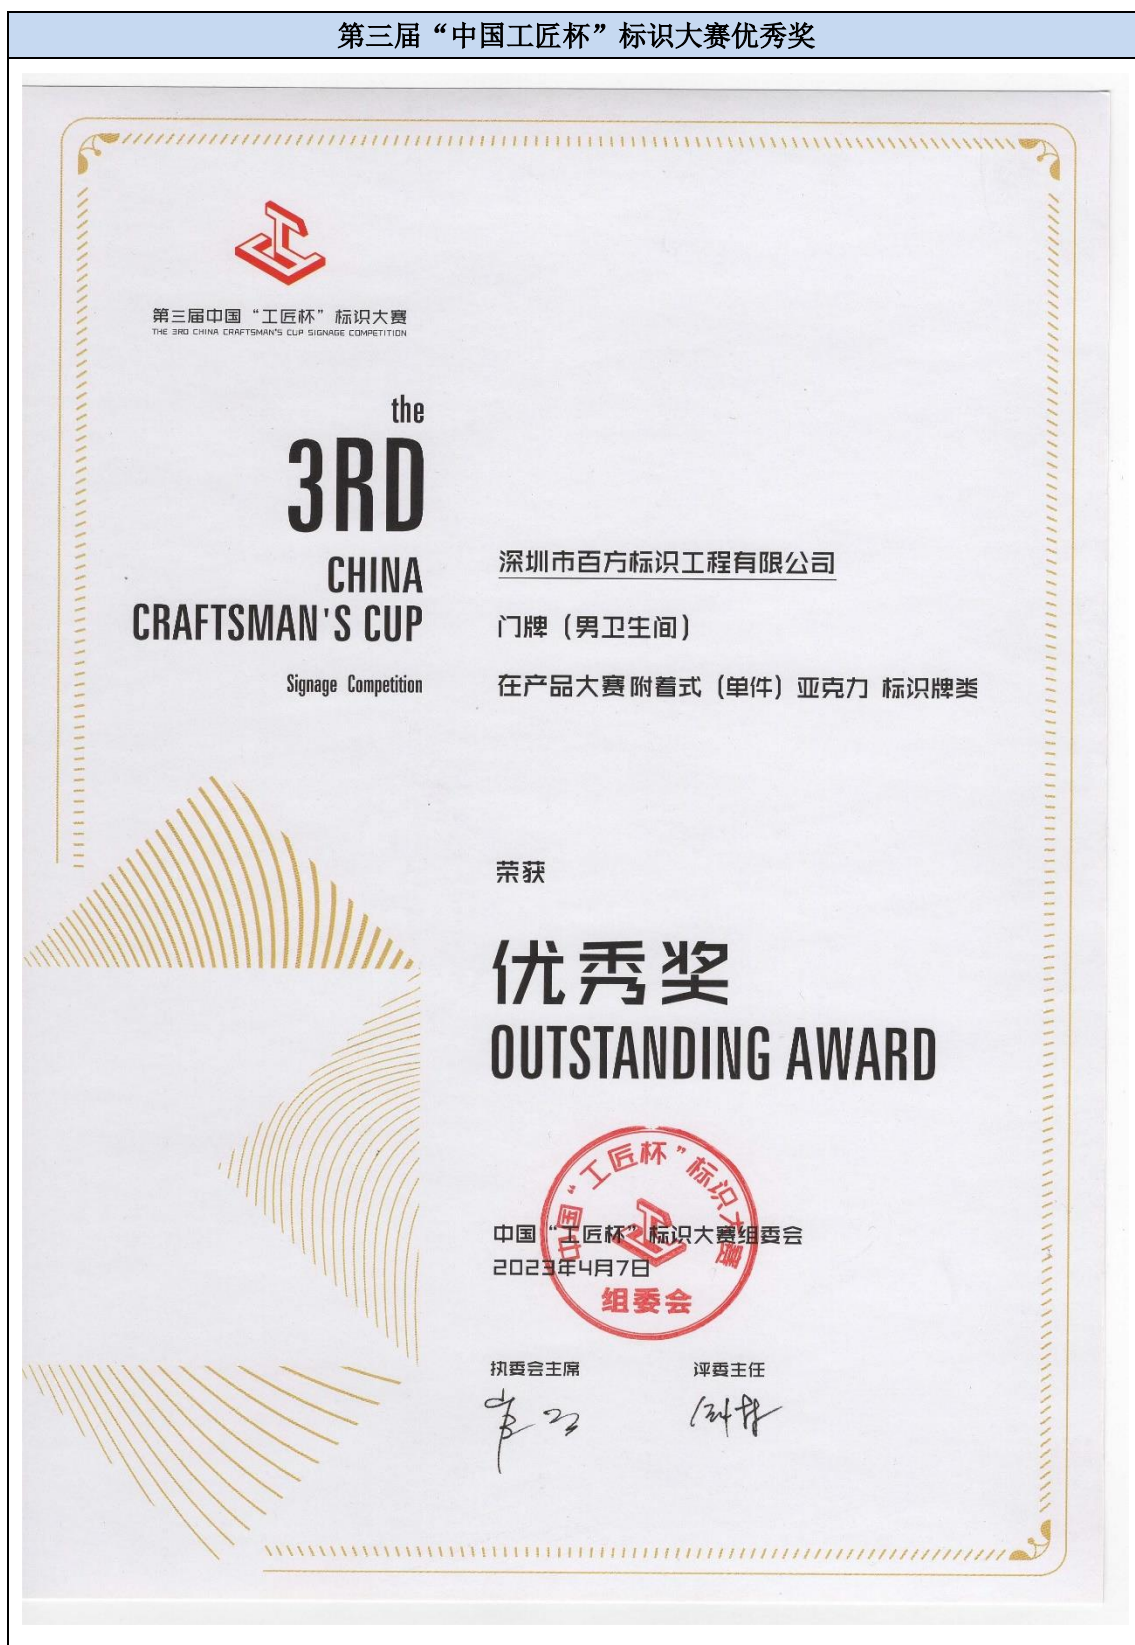 第三届“中国工匠杯”标识大赛优秀奖
第三届中国“工匠杯”标识大赛
THE 3RD CHINA CRAFTSMAN'S CUP SIGNAGE COMPETITION
the
3RD
CHINA
CRAFTSMAN'S CUP
Signage Competition
深圳市百方标识工程有限公司
门牌（男卫生间）
在产品大赛 附着式（单件）亚克力 标识牌类
荣获
优秀奖
OUTSTANDING AWARD
中国“工匠杯”标识大赛
组委会
中国“工匠杯”标识大赛组委会
2023年4月7日
执委会主席
评委主任